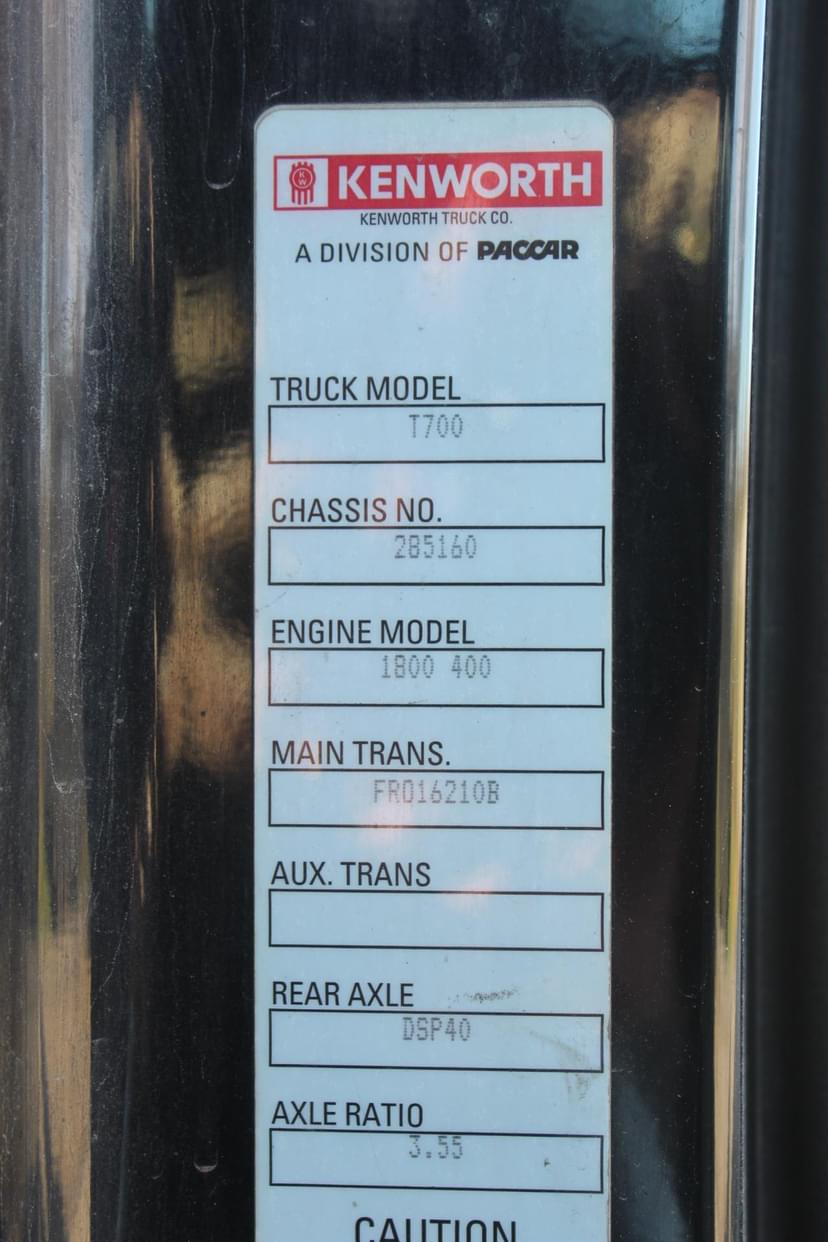 KW KENWORTH
KENWORTH TRUCK CO.
A DIVISION OF PACCAR
TRUCK MODEL
T700
CHASSIS NO.
285160
ENGINE MODEL
1800 400
MAIN TRANS.
FRO16210B
AUX. TRANS
REAR AXLE
DSP40
AXLE RATIO
3.55
CAUTION